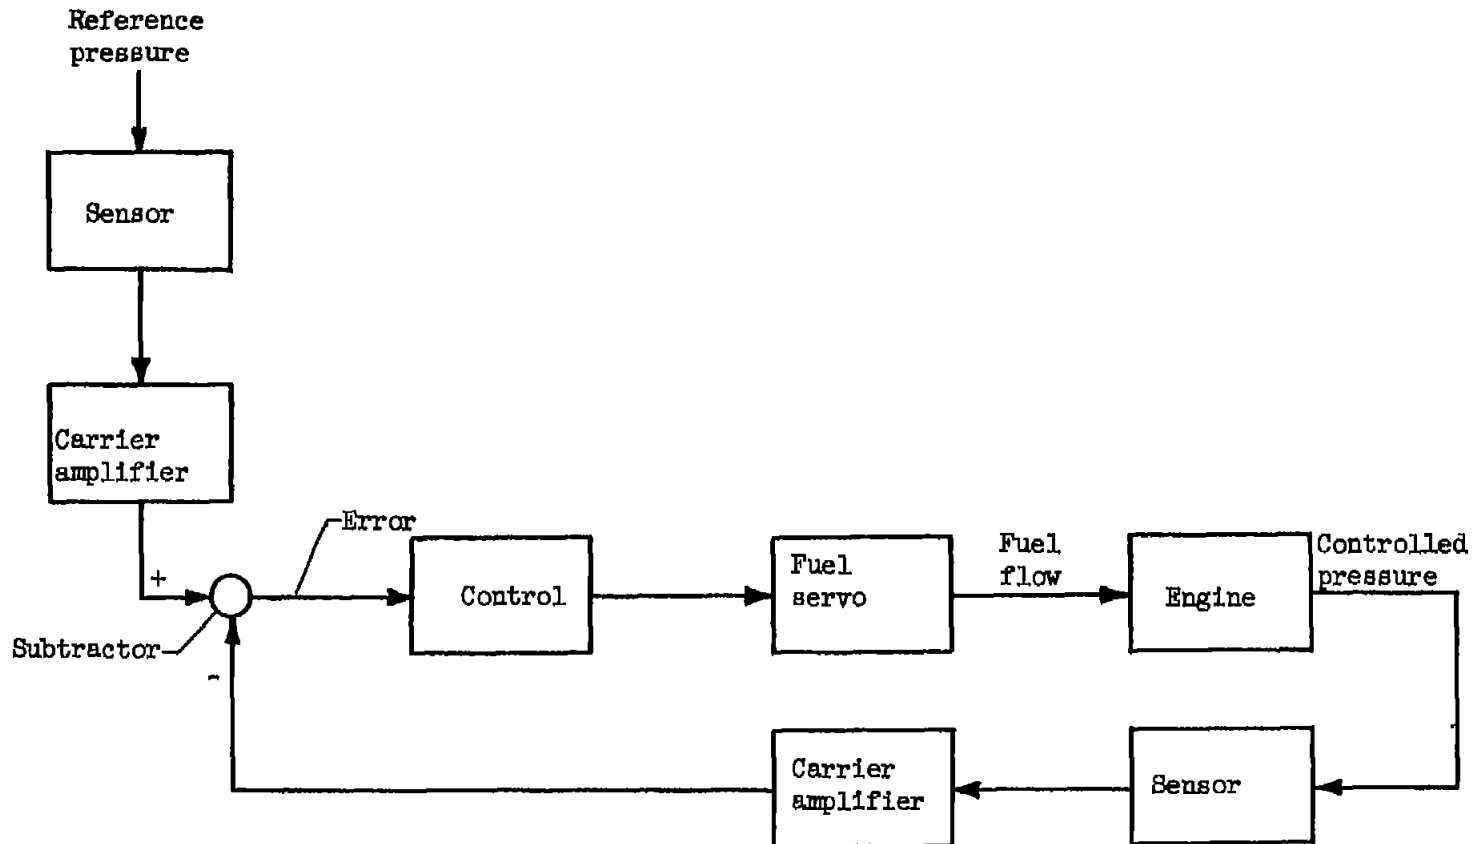 Reference
pressure
Sensor
Carrier
amplifier
+
Error
Subtractor
-
Control
Fuel
servo
Fuel
flow
Engine
Controlled
pressure
Carrier
amplifier
Sensor